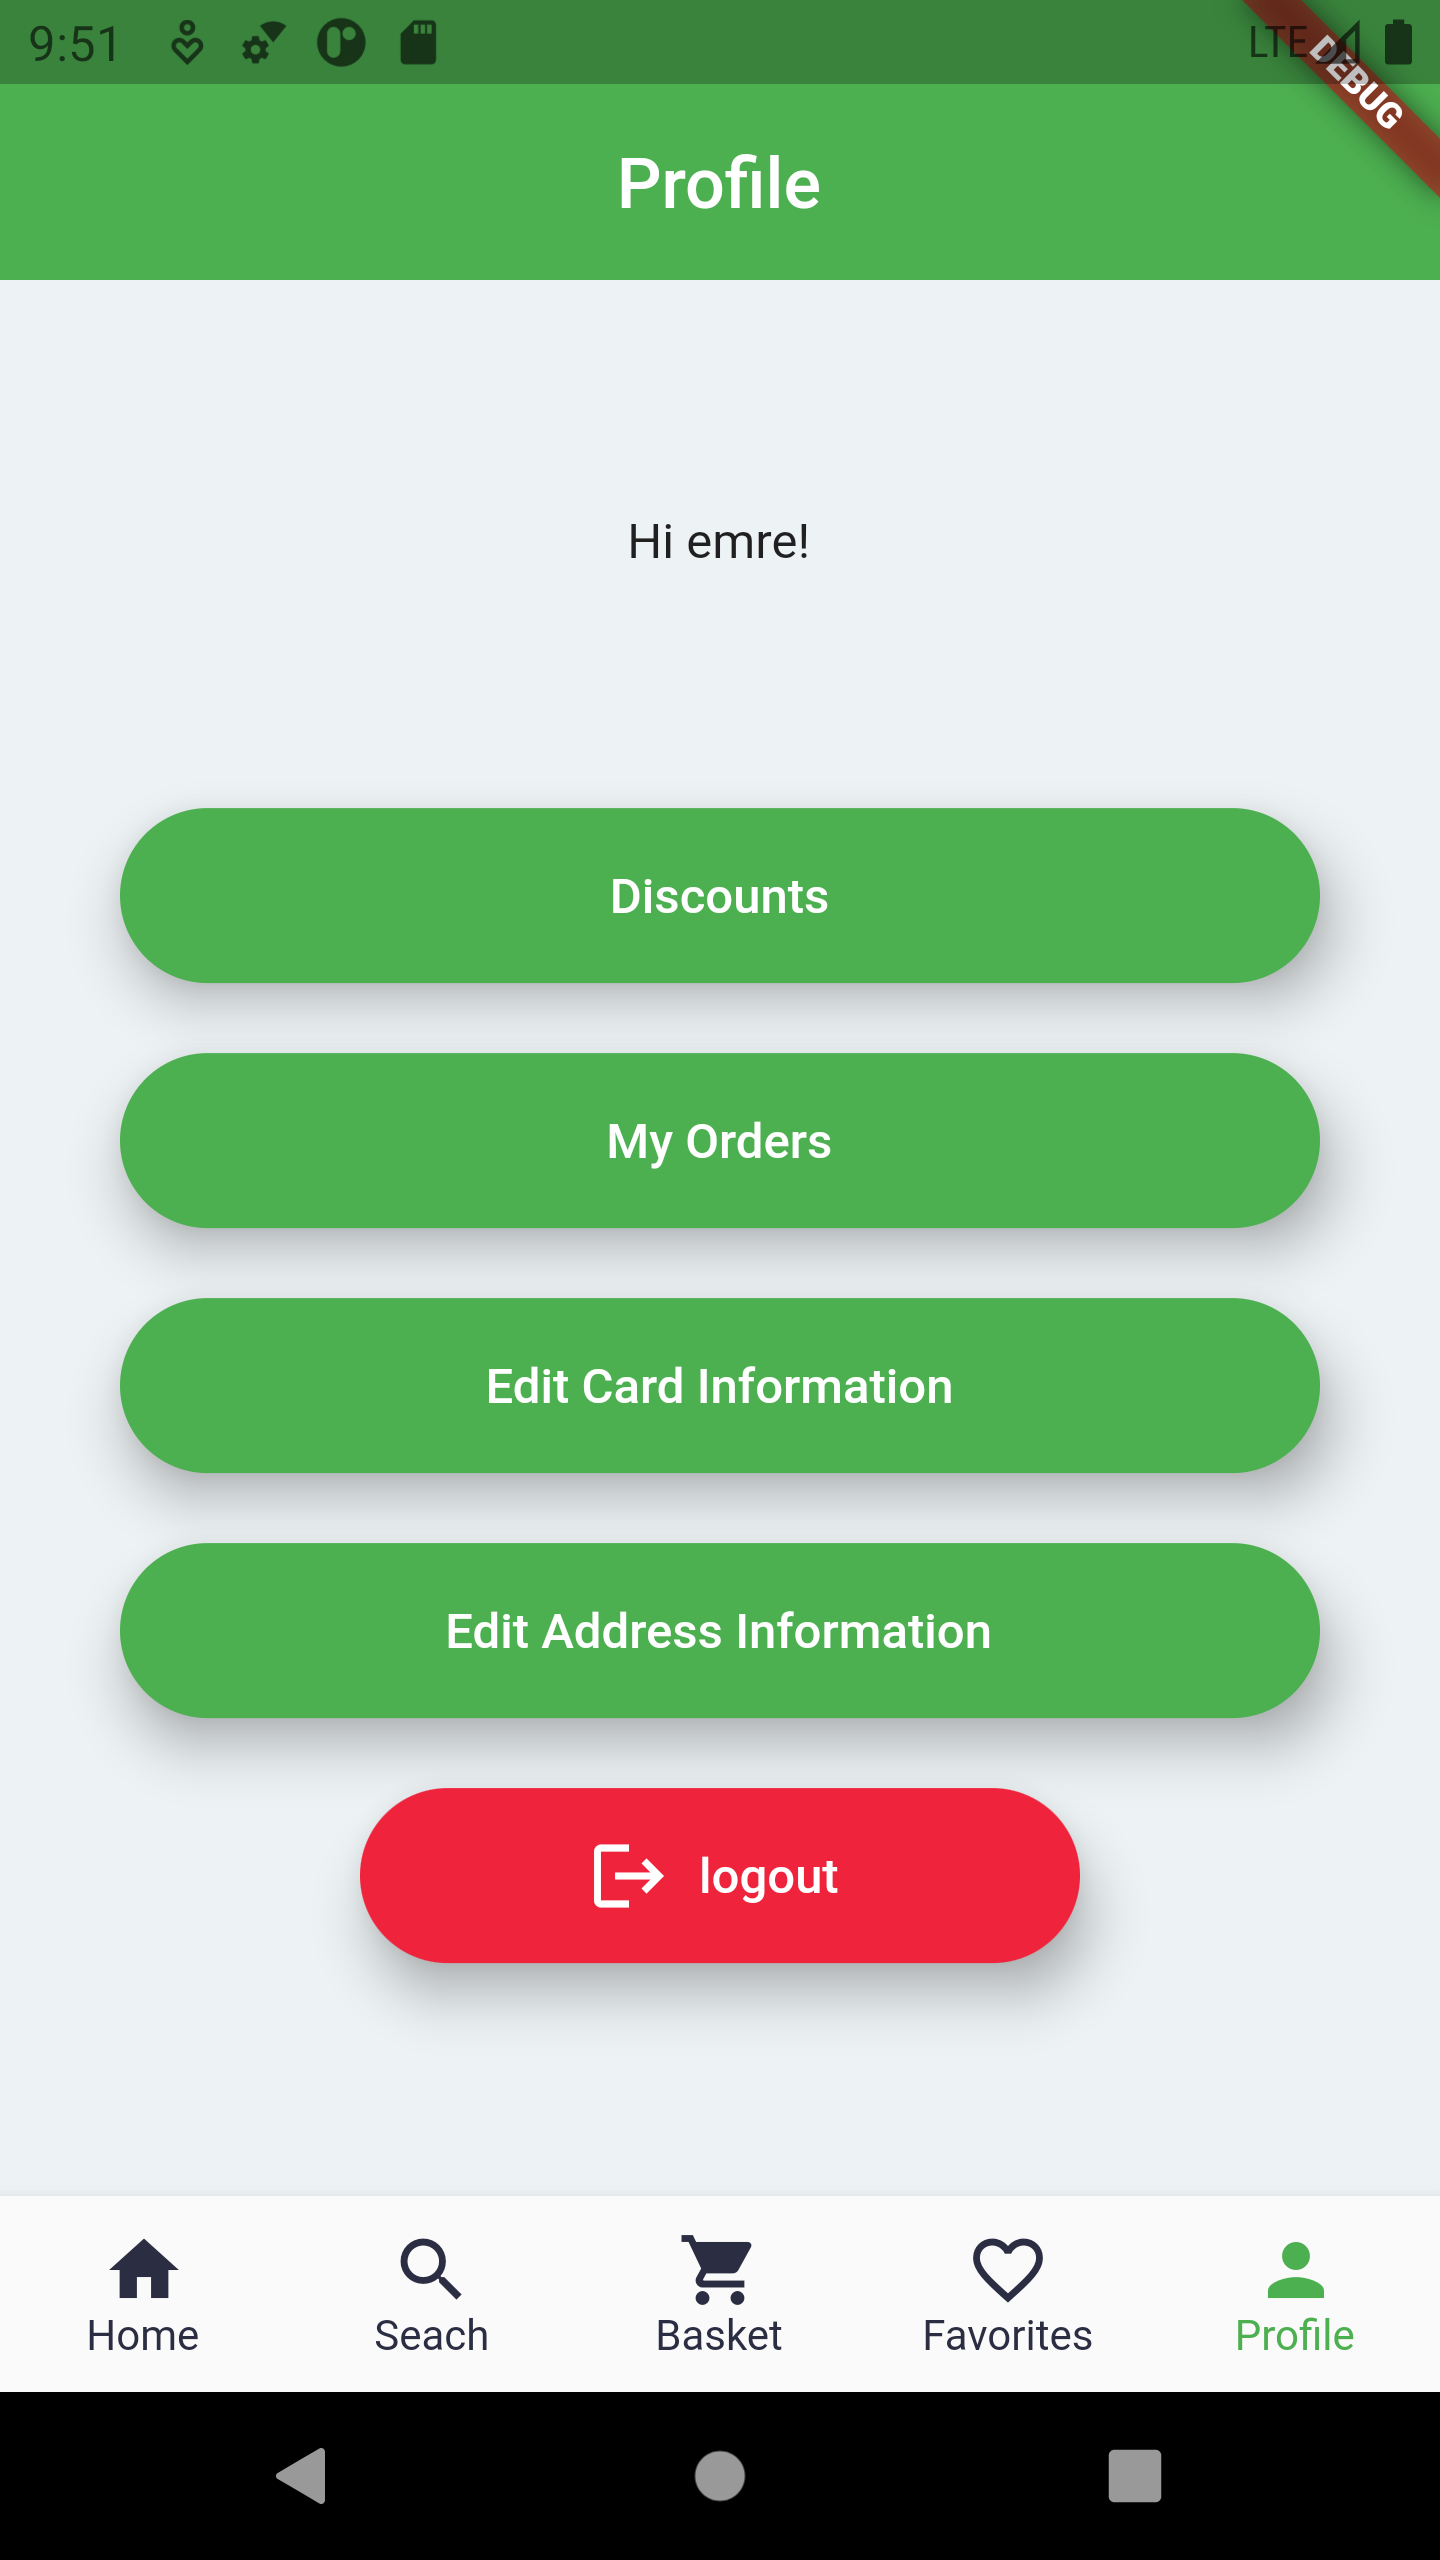 9:51
LTE
DEBUG
Profile
Hi emre!
Discounts
My Orders
Edit Card Information
Edit Address Information
logout
Home
Seach
Basket
Favorites
Profile